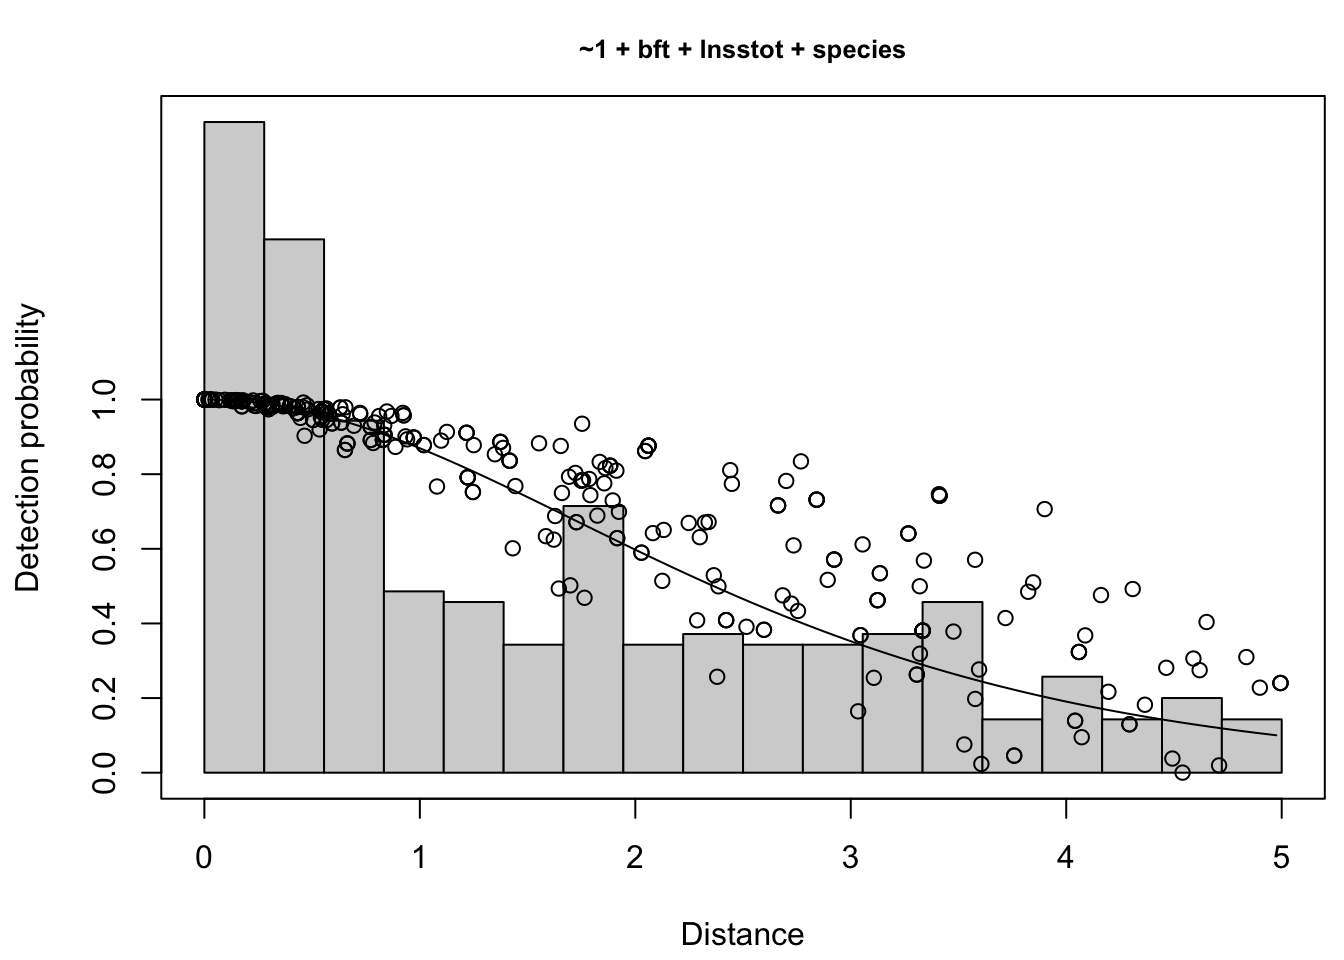 ~1 + bft + lnsstot + species
Detection probability
1.0
0.8
0.6
0.4
0.2
0.0
0 1 2 3 4 5
Distance